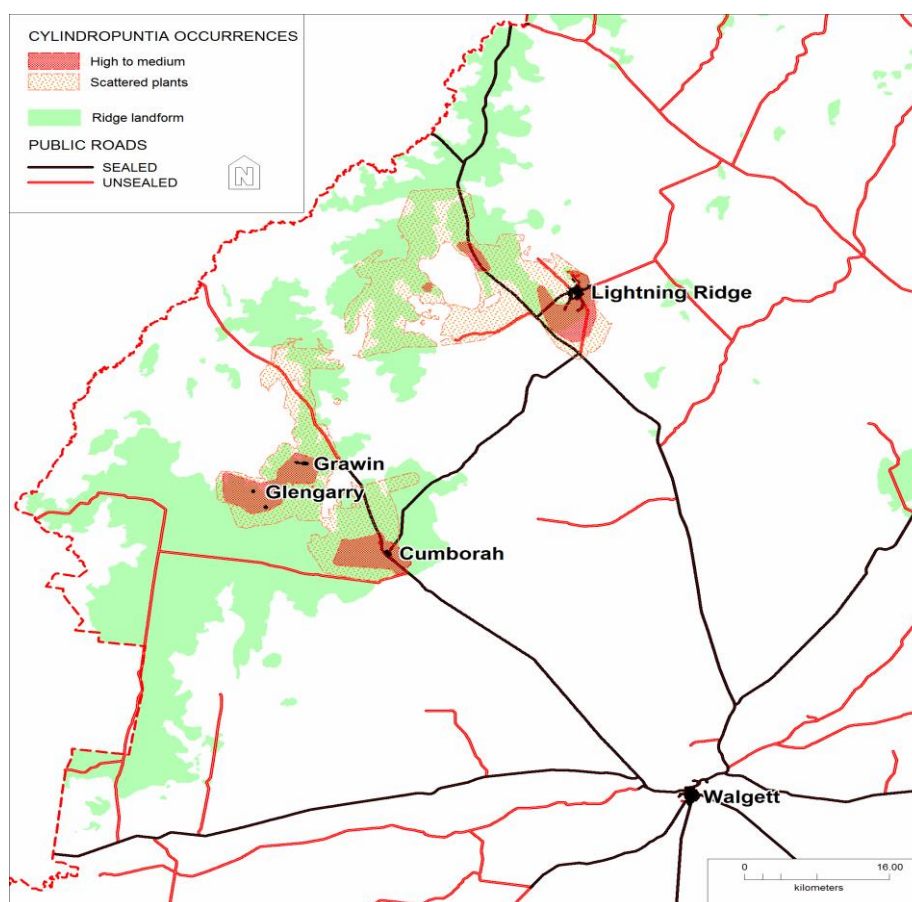 CYLINDROPUNTIA OCCURRENCES
High to medium
Scattered plants
Ridge landform
PUBLIC ROADS
SEALED
UNSEALED
N
Lightning Ridge
Grawin
Glengarry
Cumborah
Walgett
0 16.00
kilometers